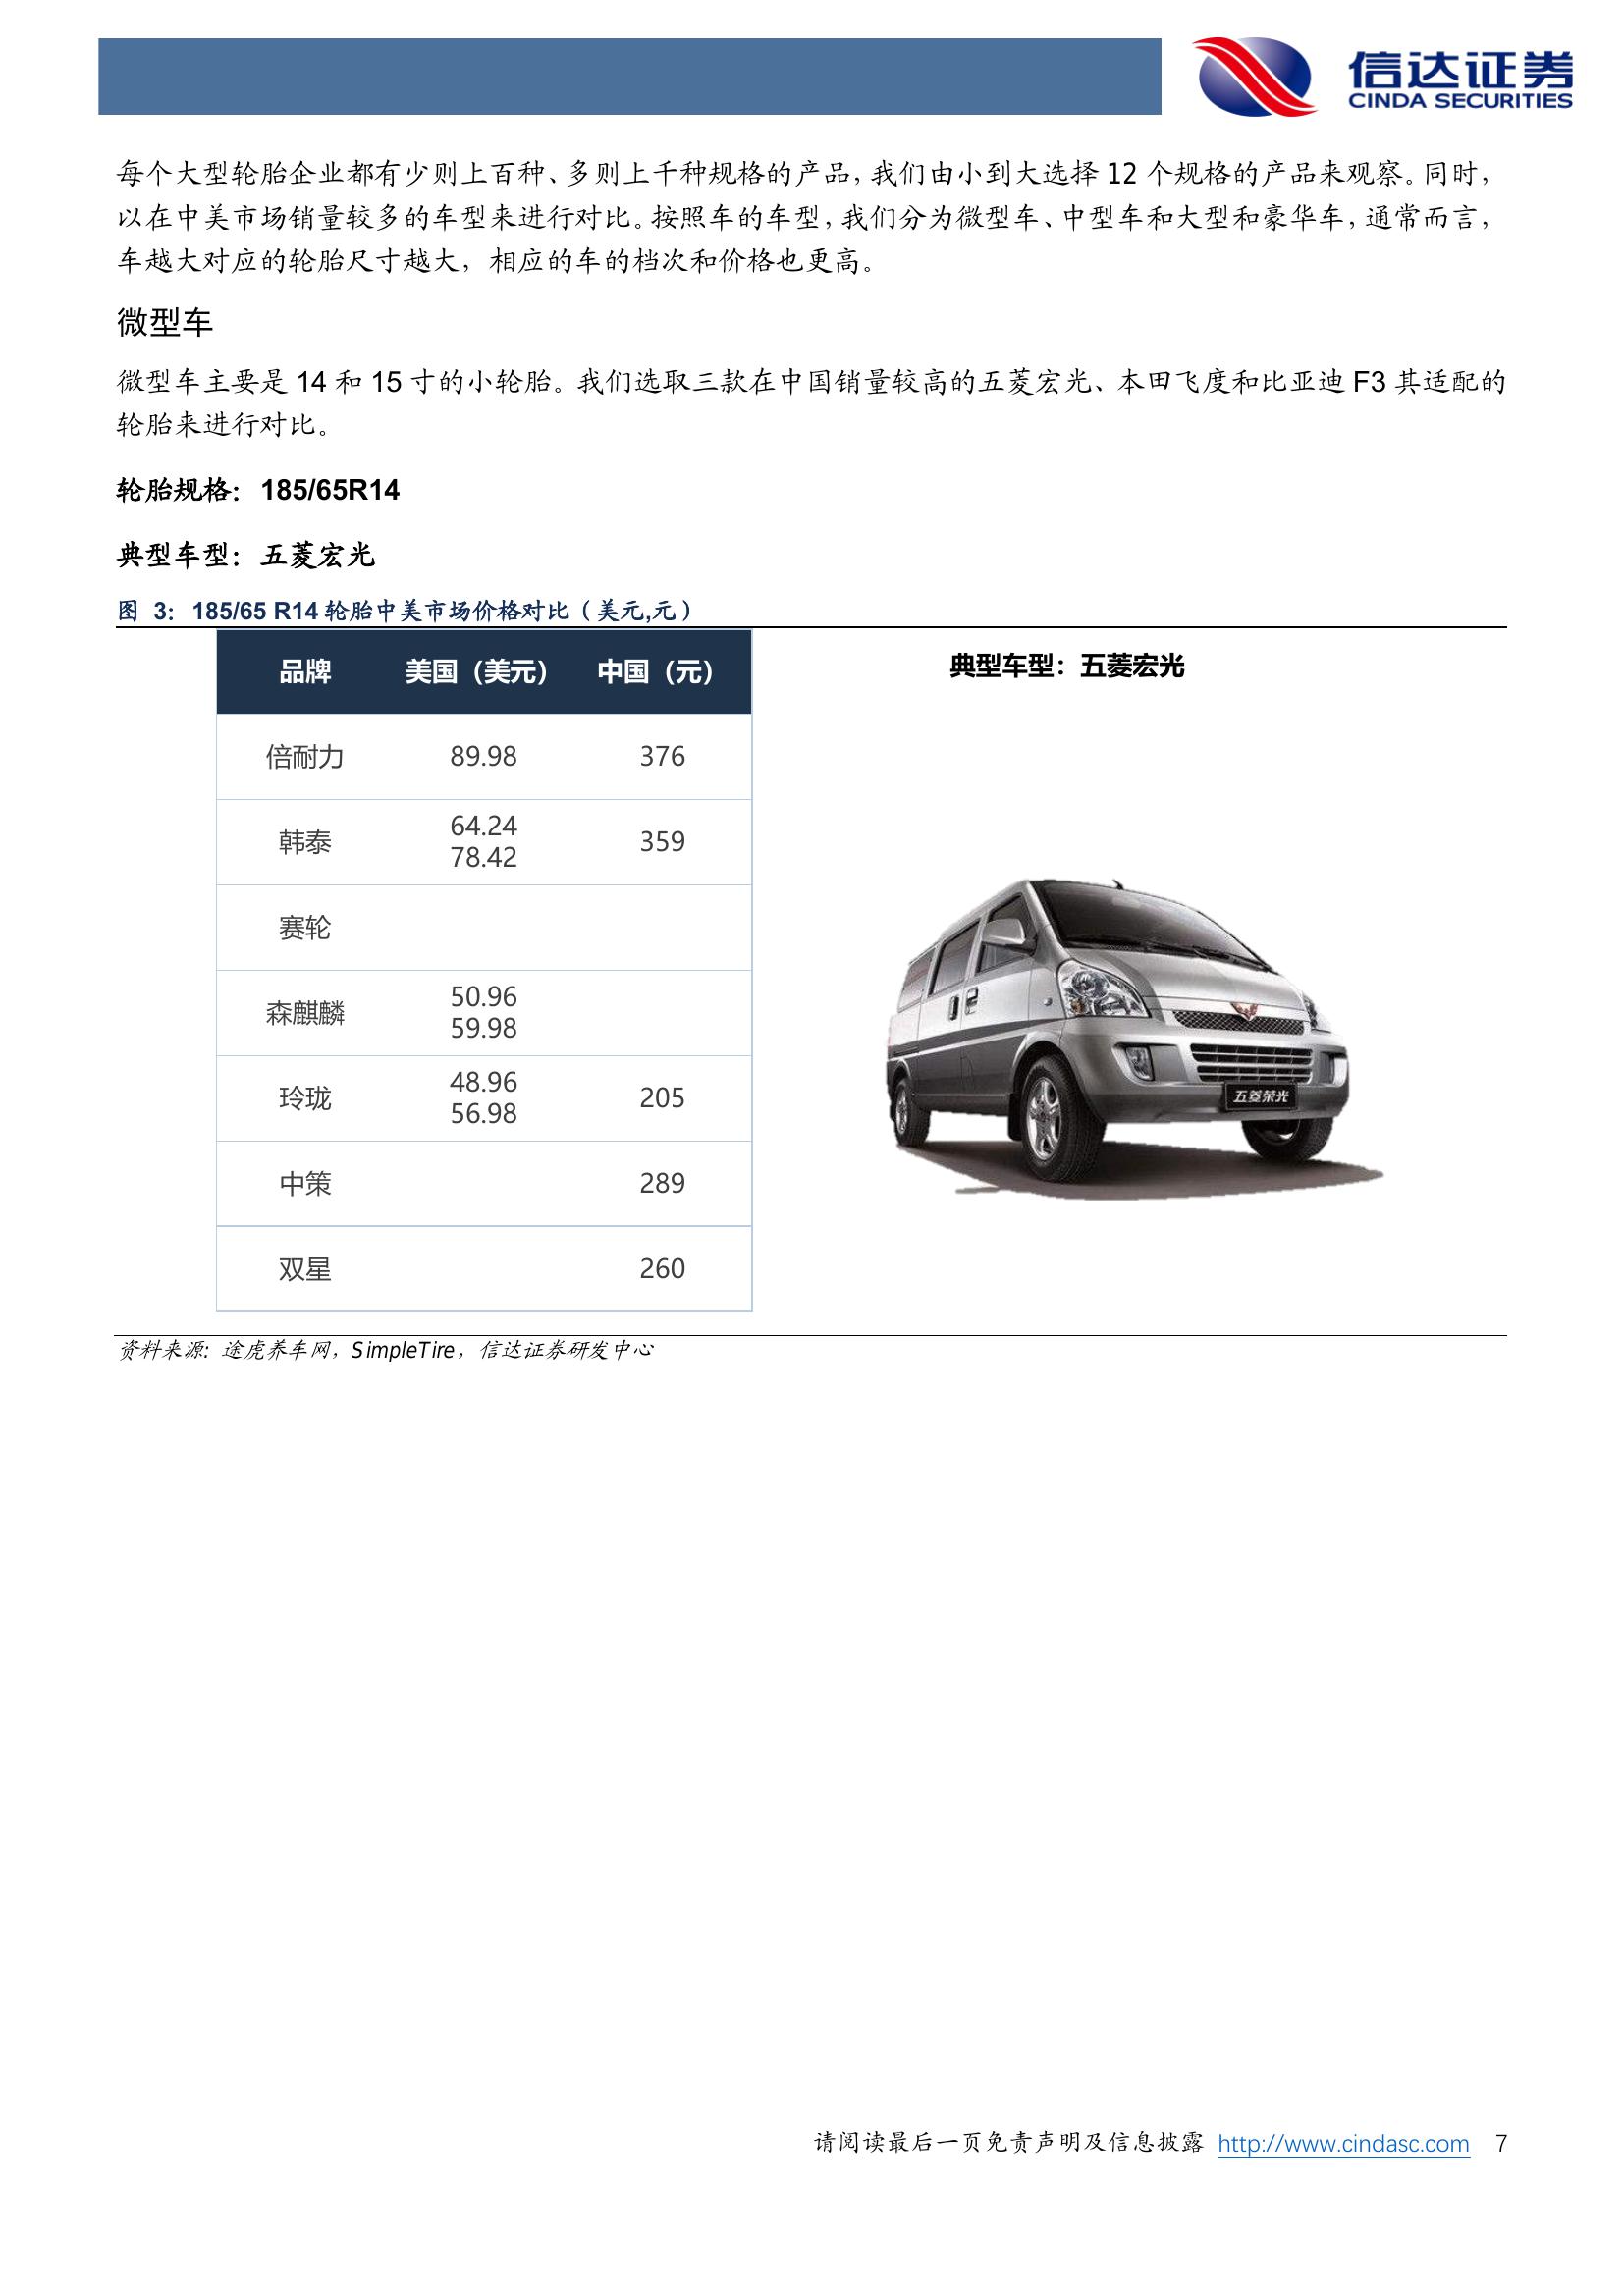 信达证券
CINDA SECURITIES
每个大型轮胎企业都有少则上百种、多则上千种规格的产品，我们由小到大选择 12 个规格的产品来观察。同时，
以在中美市场销量较多的车型来进行对比。按照车的车型，我们分为微型车、中型车和大型和豪华车，通常而言，
车越大对应的轮胎尺寸越大，相应的车的档次和价格也更高。
微型车
微型车主要是 14 和 15 寸的小轮胎。我们选取三款在中国销量较高的五菱宏光、本田飞度和比亚迪 F3 其适配的
轮胎来进行对比。
轮胎规格：185/65R14
典型车型：五菱宏光
图 3：185/65 R14 轮胎中美市场价格对比（美元,元）
品牌 美国（美元） 中国（元）
倍耐力 89.98 376
韩泰 64.24 78.42 359
赛轮
森麒麟 50.96 59.98
玲珑 48.96 56.98 205
中策 289
双星 260
典型车型：五菱宏光
五菱荣光
资料来源: 途虎养车网，SimpleTire，信达证券研发中心
请阅读最后一页免责声明及信息披露 http://www.cindasc.com 7